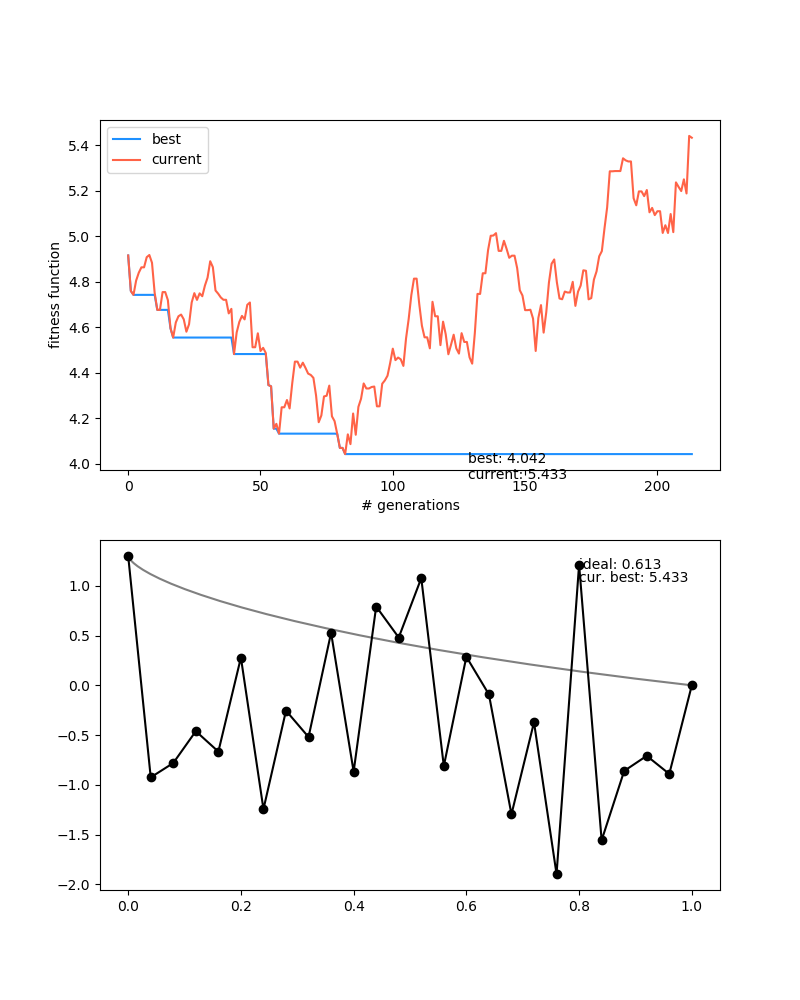 best
current
5.4
5.2
5.0
4.8
4.6
4.4
4.2
4.0
fitness function
best: 4.042
current: 5.433
0 50 100 150 200
# generations
ideal: 0.613
cur. best: 5.433
1.0
0.5
0.0
−0.5
−1.0
−1.5
−2.0
0.0 0.2 0.4 0.6 0.8 1.0